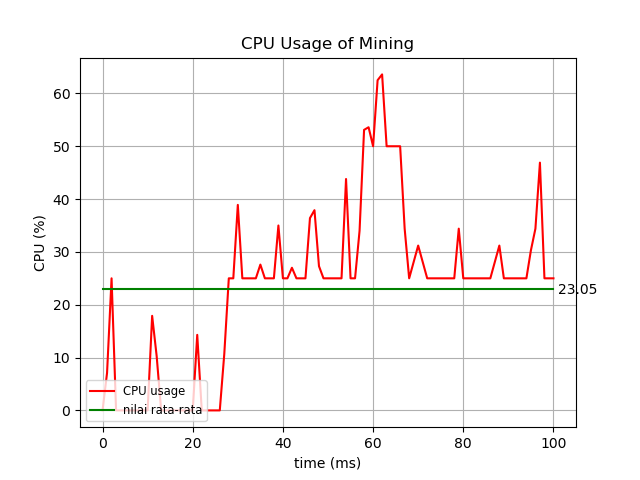 CPU Usage of Mining
60
50
40
30
20
10
0
CPU (%)
23.05
CPU usage
nilai rata-rata
0 20 40 60 80 100
time (ms)